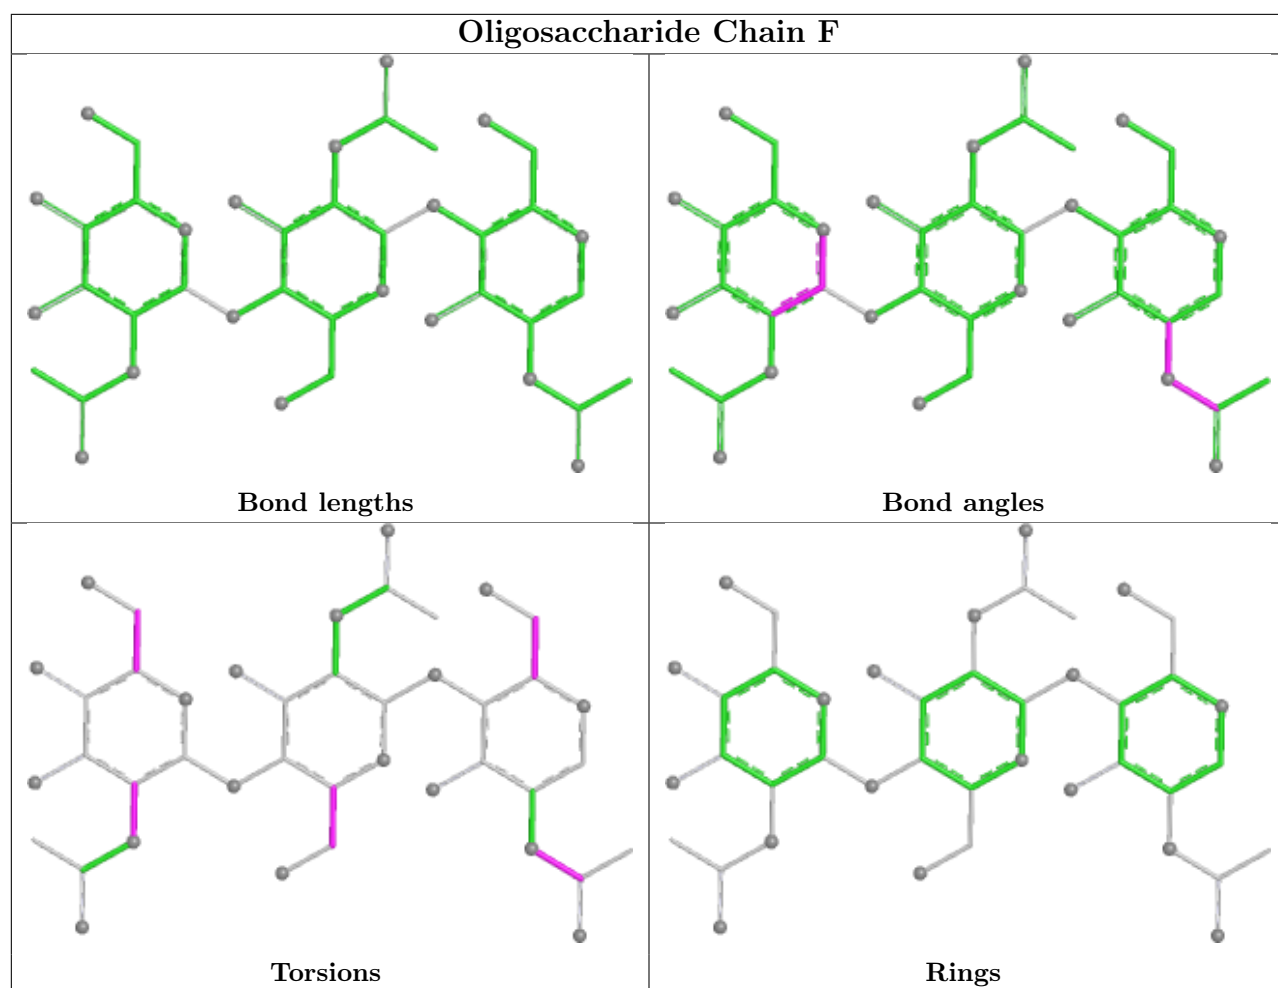 Oligosaccharide Chain F
Bond lengths
Bond angles
Torsions
Rings